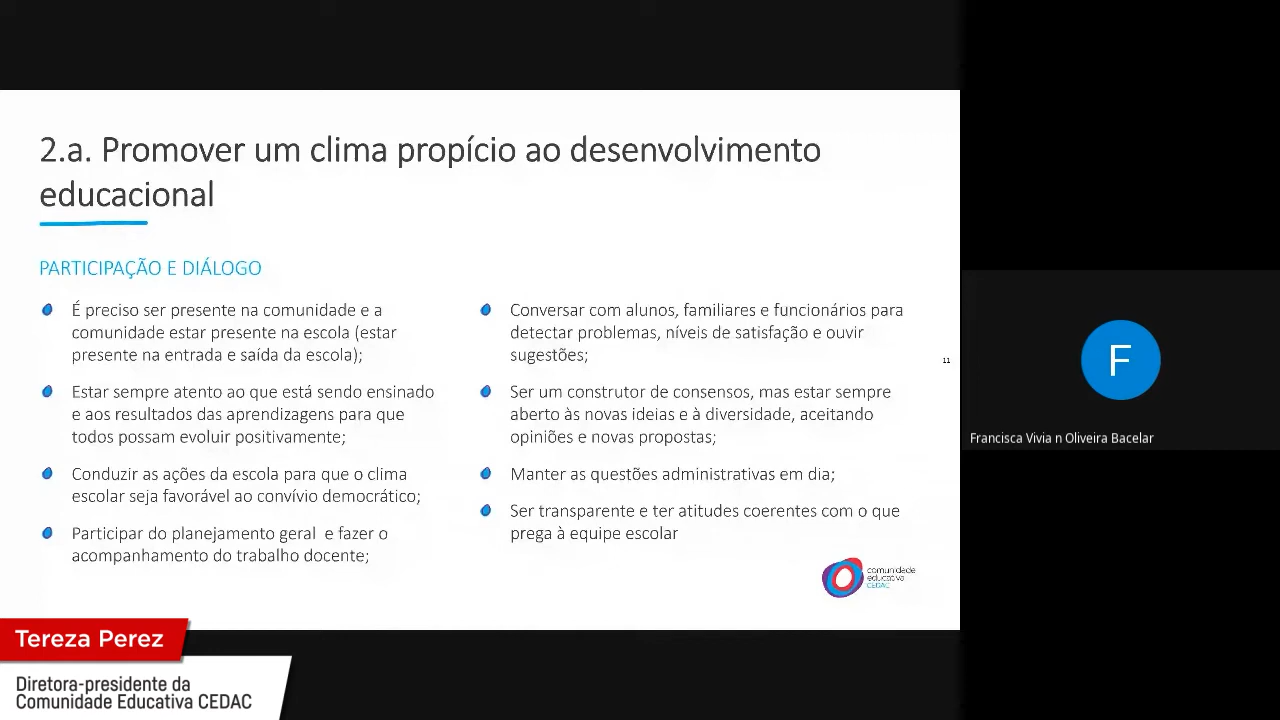 2.a. Promover um clima propício ao desenvolvimento
educacional
PARTICIPAÇÃO E DIÁLOGO
É preciso ser presente na comunidade e a
comunidade estar presente na escola (estar
presente na entrada e saída da escola);
Estar sempre atento ao que está sendo ensinado
e aos resultados das aprendizagens para que
todos possam evoluir positivamente;
Conduzir as ações da escola para que o clima
escolar seja favorável ao convívio democrático;
Participar do planejamento geral e fazer o
acompanhamento do trabalho docente;
Conversar com alunos, familiares e funcionários para
detectar problemas, níveis de satisfação e ouvir
sugestões;
Ser um construtor de consensos, mas estar sempre
aberto às novas ideias e à diversidade, aceitando
opiniões e novas propostas;
Manter as questões administrativas em dia;
Ser transparente e ter atitudes coerentes com o que
prega à equipe escolar
11
comunidade
educativa
CEDAC
F
Francisca Vivia n Oliveira Bacelar
Tereza Perez
Diretora-presidente da
Comunidade Educativa CEDAC